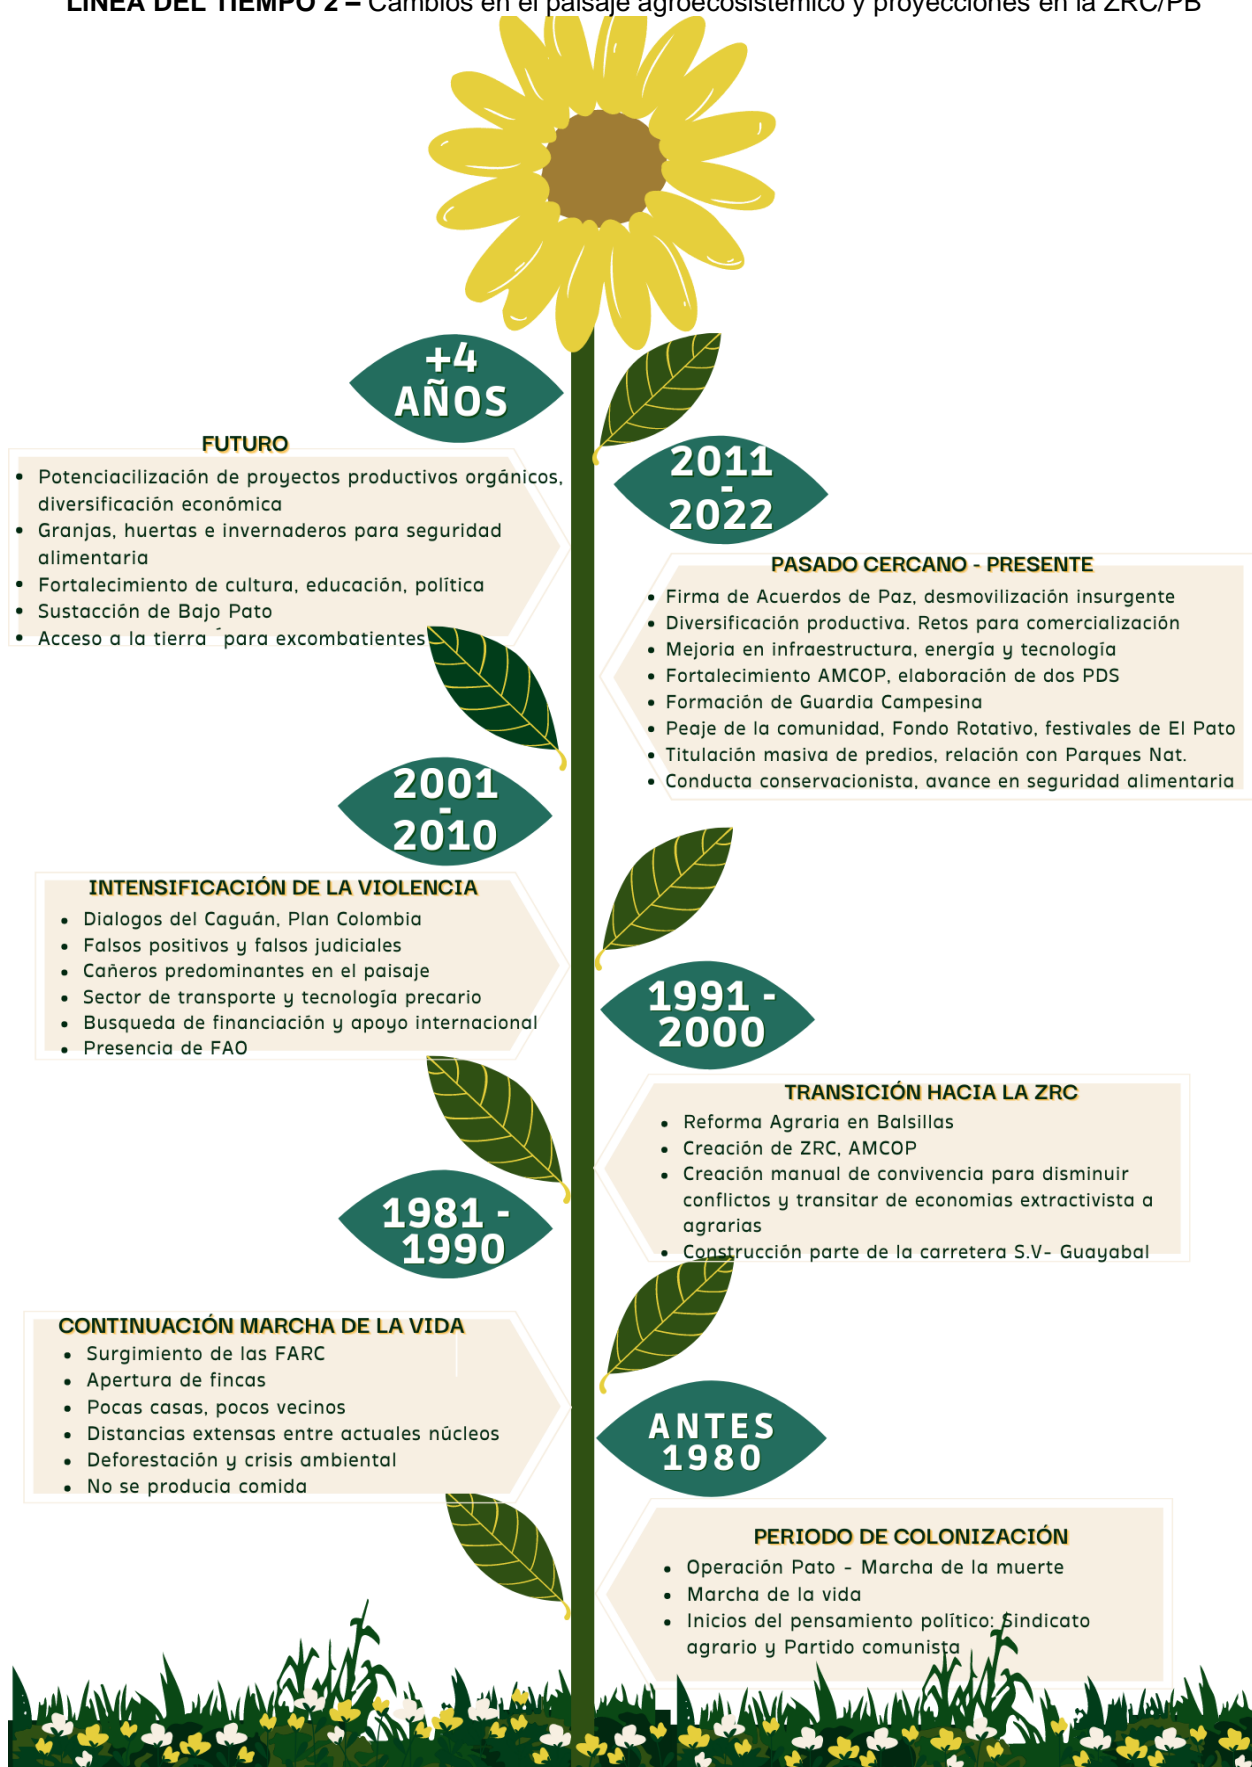 LÍNEA DEL TIEMPO 2 – Cambios en el paisaje agroecosistémico y proyecciones en la ZRC/PB
+4
AÑOS
FUTURO
• Potenciacilización de proyectos productivos orgánicos,
diversificación económica
• Granjas, huertas e invernaderos para seguridad
alimentaria
• Fortalecimiento de cultura, educación, política
• Sustacción de Bajo Pato
• Acceso a la tierra ´para excombatientes
2011
-
2022
PASADO CERCANO - PRESENTE
• Firma de Acuerdos de Paz, desmovilización insurgente
• Diversificación productiva. Retos para comercialización
• Mejoria en infraestructura, energía y tecnología
• Fortalecimiento AMCOP, elaboración de dos PDS
• Formación de Guardia Campesina
• Peaje de la comunidad, Fondo Rotativo, festivales de El Pato
• Titulación masiva de predios, relación con Parques Nat.
• Conducta conservacionista, avance en seguridad alimentaria
2001
-
2010
INTENSIFICACIÓN DE LA VIOLENCIA
• Dialogos del Caguán, Plan Colombia
• Falsos positivos y falsos judiciales
• Cañeros predominantes en el paisaje
• Sector de transporte y tecnología precario
• Busqueda de financiación y apoyo internacional
• Presencia de FAO
1991 -
2000
TRANSICIÓN HACIA LA ZRC
• Reforma Agraria en Balsillas
• Creación de ZRC, AMCOP
• Creación manual de convivencia para disminuir
conflictos y transitar de economias extractivista a
agrarias
• Construcción parte de la carretera S.V- Guayabal
1981 -
1990
CONTINUACIÓN MARCHA DE LA VIDA
• Surgimiento de las FARC
• Apertura de fincas
• Pocas casas, pocos vecinos
• Distancias extensas entre actuales núcleos
• Deforestación y crisis ambiental
• No se producia comida
ANTES
1980
PERIODO DE COLONIZACIÓN
• Operación Pato - Marcha de la muerte
• Marcha de la vida
• Inicios del pensamiento político: Sindicato
agrario y Partido comunista